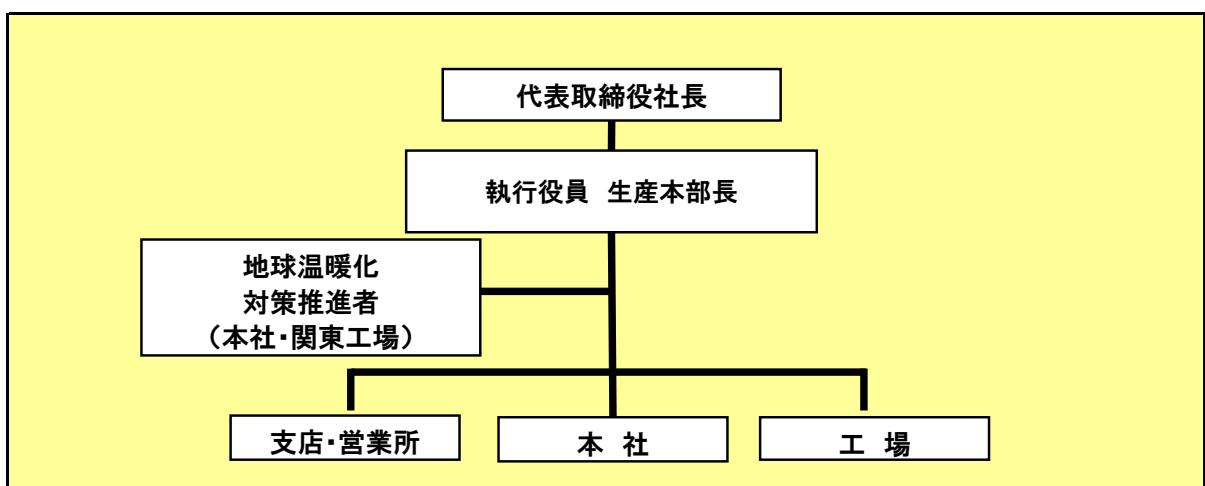 代表取締役社長
執行役員　生産本部長
地球温暖化
対策推進者
（本社・関東工場）
支店・営業所
本　社
工　場